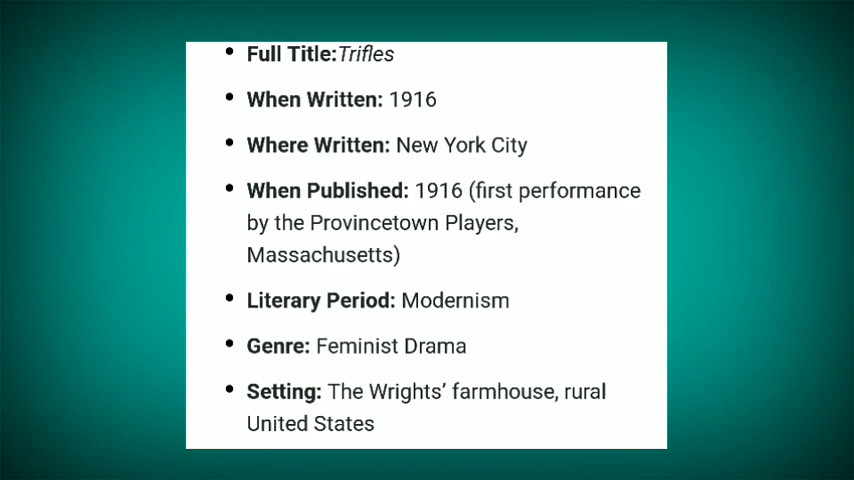 • Full Title:Trifles
• When Written: 1916
• Where Written: New York City
• When Published: 1916 (first performance
by the Provincetown Players,
Massachusetts)
• Literary Period: Modernism
• Genre: Feminist Drama
• Setting: The Wrights’ farmhouse, rural
United States